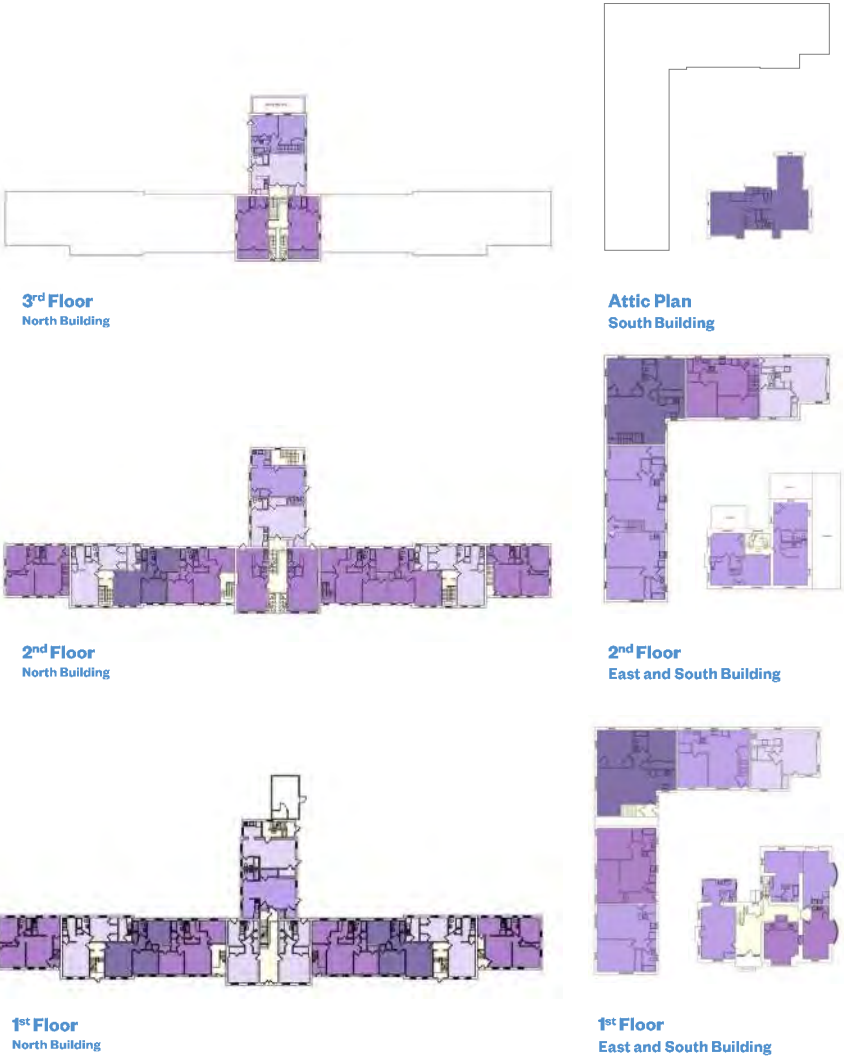 3rd Floor
North Building
Attic Plan
South Building
2nd Floor
North Building
2nd Floor
East and South Building
1st Floor
North Building
1st Floor
East and South Building